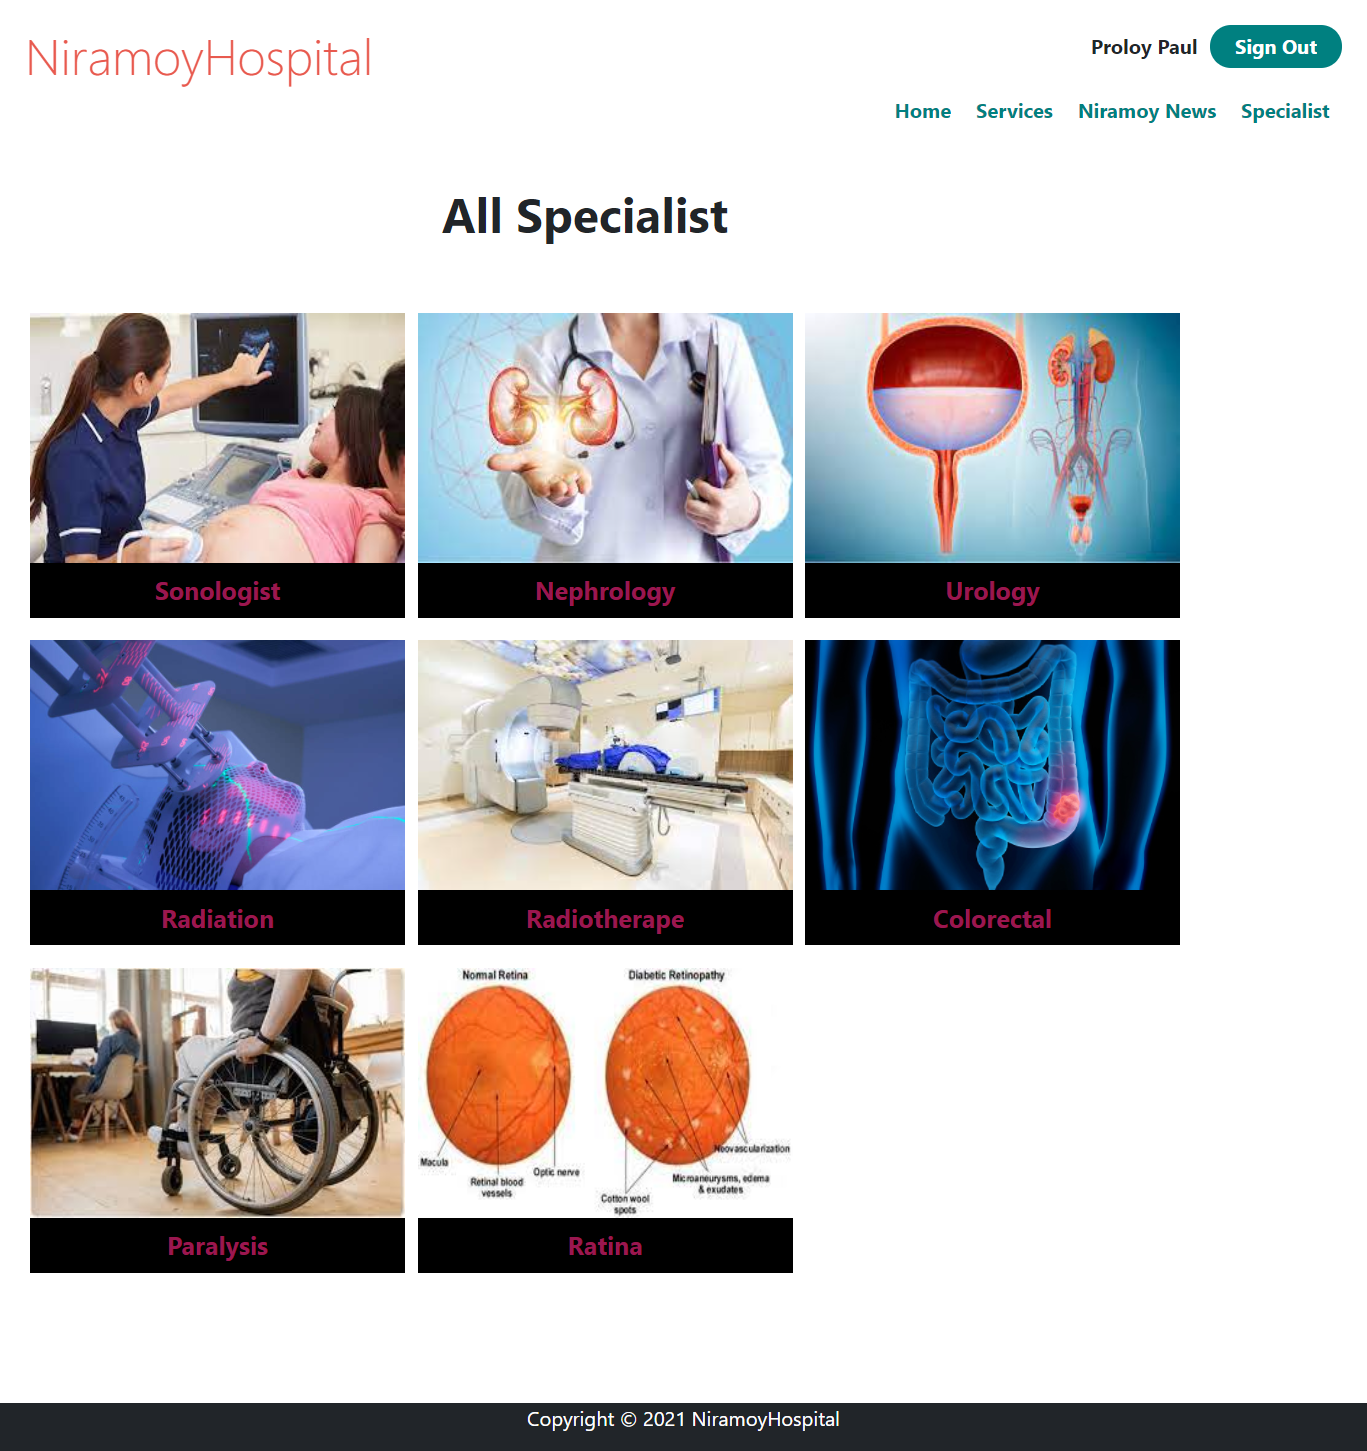 NiramoyHospital
Proloy Paul
Sign Out
Home Services Niramoy News Specialist
All Specialist
Sonologist
Nephrology
Urology
Radiation
Radiotherape
Colorectal
Normal Retina
Diabetic Retinopathy
Macula
Optic nerve
Retinal blood
vessels
Neovascularization
Microaneurysms, edema
& exudates
Cotton wool
spots
Paralysis
Ratina
Copyright © 2021 NiramoyHospital